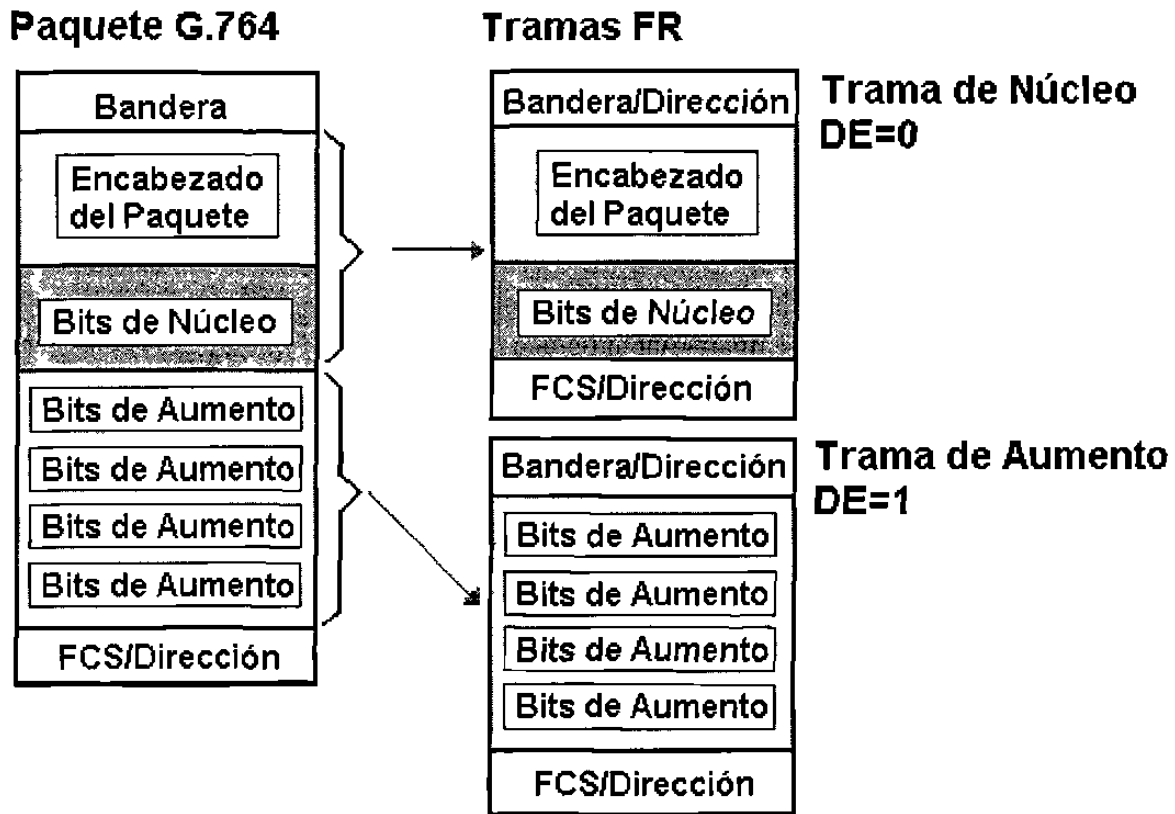 Paquete G.764
Bandera
Encabezado
del Paquete
Bits de Núcleo
Bits de Aumento
Bits de Aumento
Bits de Aumento
Bits de Aumento
FCS/Dirección
Tramas FR
Bandera/Dirección
Encabezado
del Paquete
Bits de Núcleo
FCS/Dirección
Trama de Núcleo
DE=0
Bandera/Dirección
Bits de Aumento
Bits de Aumento
Bits de Aumento
Bits de Aumento
FCS/Dirección
Trama de Aumento
DE=1